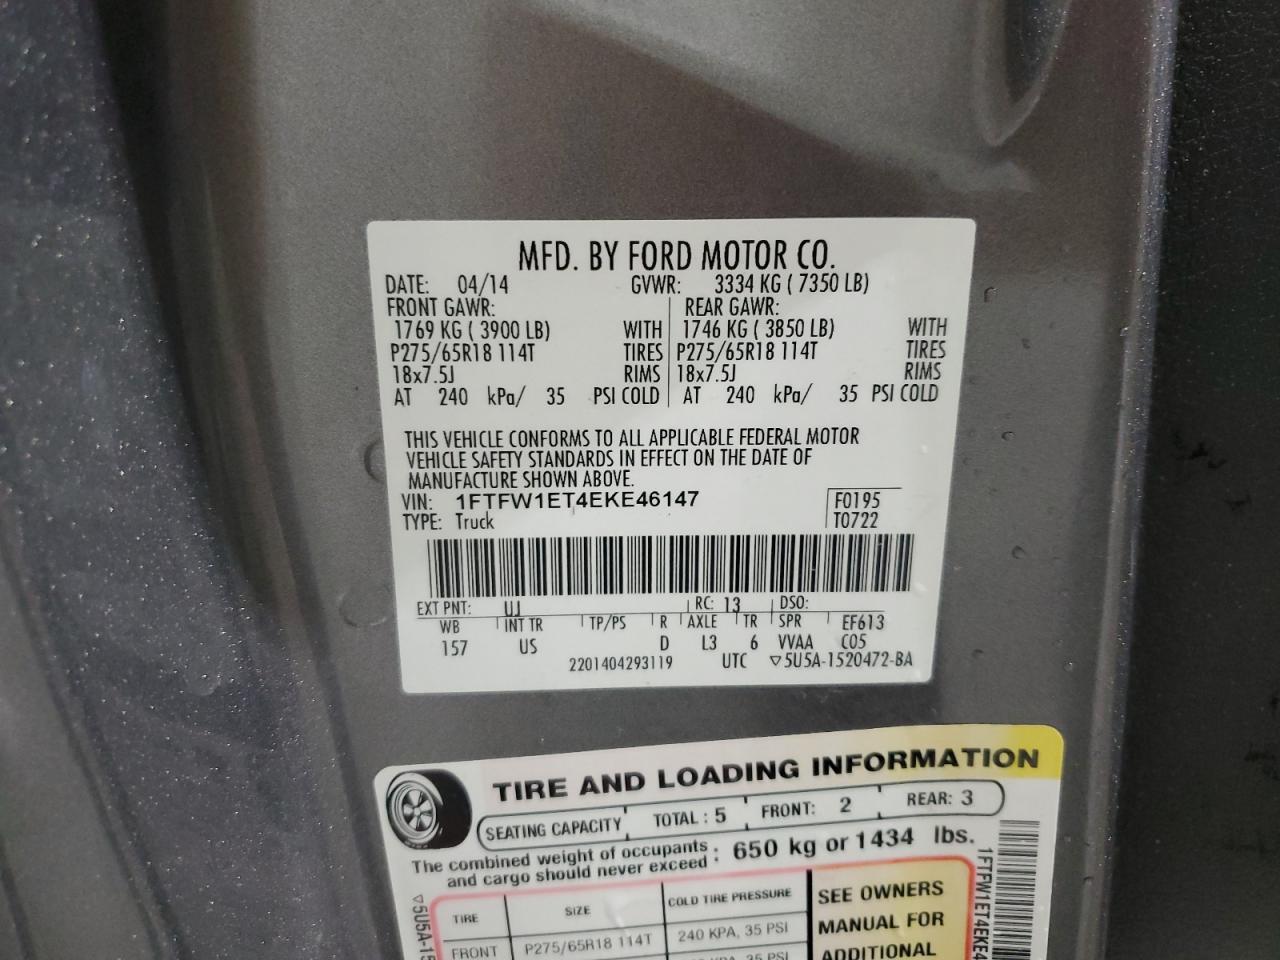 MFD. BY FORD MOTOR CO.
DATE: 04/14 GVWR: 3334 KG ( 7350 LB)
FRONT GAWR: REAR GAWR:
1769 KG ( 3900 LB) WITH 1746 KG ( 3850 LB) WITH
P275/65R18 114T TIRES P275/65R18 114T TIRES
18x7.5J RIMS 18x7.5J RIMS
AT 240 kPa/ 35 PSI COLD AT 240 kPa/ 35 PSI COLD
THIS VEHICLE CONFORMS TO ALL APPLICABLE FEDERAL MOTOR
VEHICLE SAFETY STANDARDS IN EFFECT ON THE DATE OF
MANUFACTURE SHOWN ABOVE.
VIN: 1FTFW1ET4EKE46147 F0195
TYPE: Truck T0722
EXT PNT: UJ RC: 13 DSO:
WB INT TR TP/PS R AXLE TR SPR EF613
157 US D L3 6 VVAA C05
2201404293119 UTC ▽5U5A-1520472-BA
TIRE AND LOADING INFORMATION
SEATING CAPACITY TOTAL : 5 FRONT: 2 REAR: 3
The combined weight of occupants and cargo should never exceed : 650 kg or 1434 lbs.
TIRE SIZE COLD TIRE PRESSURE SEE OWNERS
FRONT P275/65R18 114T 240 KPA, 35 PSI MANUAL FOR
35 PSI ADDITIONAL
▽5U5A-15
1FTFW1ET4EKE4